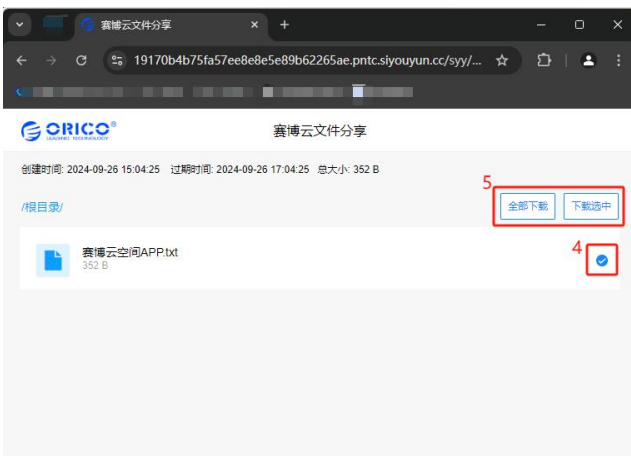 赛博云文件分享
19170b4b75fa57ee8e8e5e89b62265ae.pntc.siyouyun.cc/syy/...
ORICO®
赛博云文件分享
创建时间: 2024-09-26 15:04:25 过期时间: 2024-09-26 17:04:25 总大小: 352 B
5
/根目录/
全部下载 下载选中
赛博云空间APP.txt
4
352 B